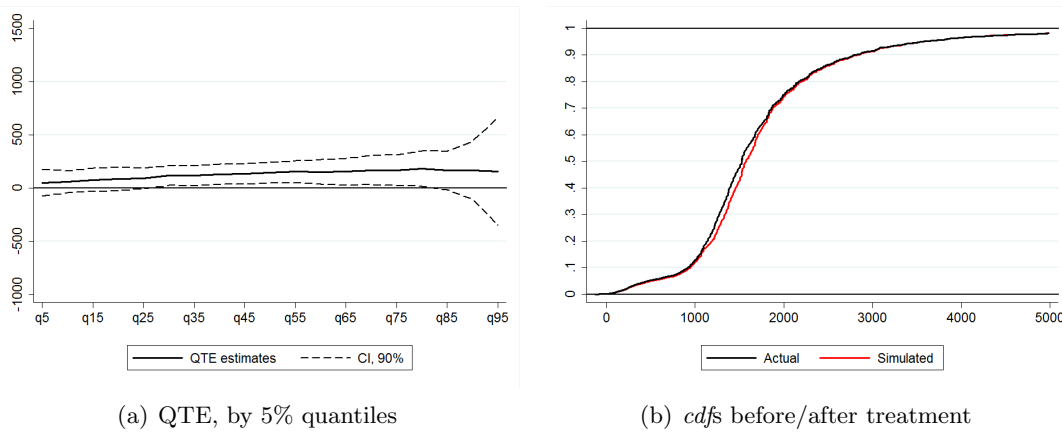 1500
1000
500
0
-500
-1000
q5 q15 q25 q35 q45 q55 q65 q75 q85 q95
QTE estimates CI, 90%
(a) QTE, by 5% quantiles
1
.9
.8
.7
.6
.5
.4
.3
.2
.1
0
0 1000 2000 3000 4000 5000
Actual Simulated
(b) cdfs before/after treatment